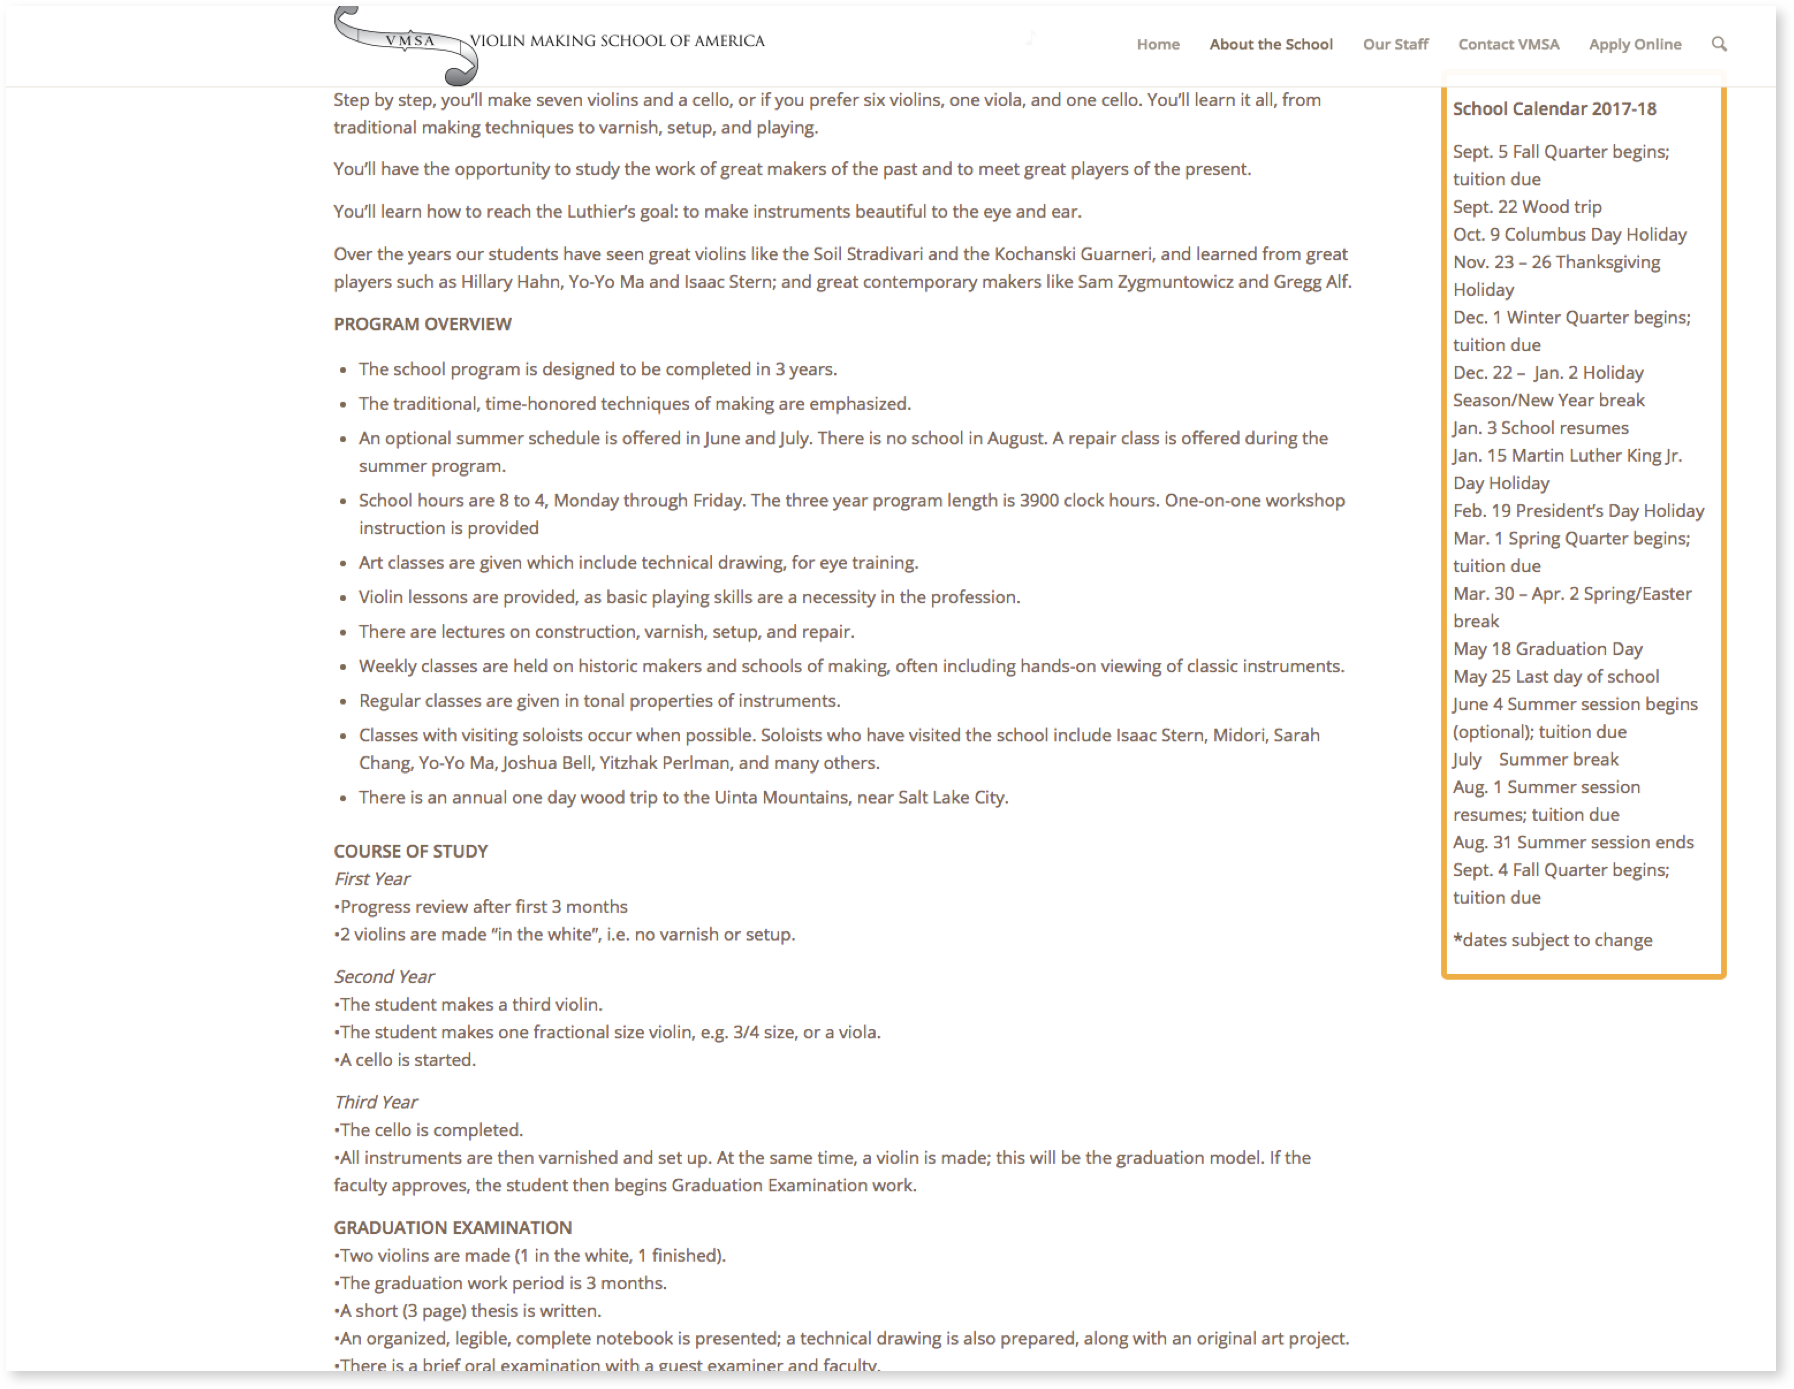 VMSA VIOLIN MAKING SCHOOL OF AMERICA
Home About the School Our Staff Contact VMSA Apply Online
Step by step, you’ll make seven violins and a cello, or if you prefer six violins, one viola, and one cello. You’ll learn it all, from
traditional making techniques to varnish, setup, and playing.
You’ll have the opportunity to study the work of great makers of the past and to meet great players of the present.
You’ll learn how to reach the Luthier’s goal: to make instruments beautiful to the eye and ear.
Over the years our students have seen great violins like the Soil Stradivari and the Kochanski Guarneri, and learned from great
players such as Hillary Hahn, Yo-Yo Ma and Isaac Stern; and great contemporary makers like Sam Zygmuntowicz and Gregg Alf.
PROGRAM OVERVIEW
• The school program is designed to be completed in 3 years.
• The traditional, time-honored techniques of making are emphasized.
• An optional summer schedule is offered in June and July. There is no school in August. A repair class is offered during the
summer program.
• School hours are 8 to 4, Monday through Friday. The three year program length is 3900 clock hours. One-on-one workshop
instruction is provided
• Art classes are given which include technical drawing, for eye training.
• Violin lessons are provided, as basic playing skills are a necessity in the profession.
• There are lectures on construction, varnish, setup, and repair.
• Weekly classes are held on historic makers and schools of making, often including hands-on viewing of classic instruments.
• Regular classes are given in tonal properties of instruments.
• Classes with visiting soloists occur when possible. Soloists who have visited the school include Isaac Stern, Midori, Sarah
Chang, Yo-Yo Ma, Joshua Bell, Yitzhak Perlman, and many others.
• There is an annual one day wood trip to the Uinta Mountains, near Salt Lake City.
COURSE OF STUDY
First Year
•Progress review after first 3 months
•2 violins are made “in the white”, i.e. no varnish or setup.
Second Year
•The student makes a third violin.
•The student makes one fractional size violin, e.g. 3/4 size, or a viola.
•A cello is started.
Third Year
•The cello is completed.
•All instruments are then varnished and set up. At the same time, a violin is made; this will be the graduation model. If the
faculty approves, the student then begins Graduation Examination work.
GRADUATION EXAMINATION
•Two violins are made (1 in the white, 1 finished).
•The graduation work period is 3 months.
•A short (3 page) thesis is written.
•An organized, legible, complete notebook is presented; a technical drawing is also prepared, along with an original art project.
•There is a brief oral examination with a guest examiner and faculty.
School Calendar 2017-18
Sept. 5 Fall Quarter begins;
tuition due
Sept. 22 Wood trip
Oct. 9 Columbus Day Holiday
Nov. 23 – 26 Thanksgiving
Holiday
Dec. 1 Winter Quarter begins;
tuition due
Dec. 22 – Jan. 2 Holiday
Season/New Year break
Jan. 3 School resumes
Jan. 15 Martin Luther King Jr.
Day Holiday
Feb. 19 President’s Day Holiday
Mar. 1 Spring Quarter begins;
tuition due
Mar. 30 – Apr. 2 Spring/Easter
break
May 18 Graduation Day
May 25 Last day of school
June 4 Summer session begins
(optional); tuition due
July Summer break
Aug. 1 Summer session
resumes; tuition due
Aug. 31 Summer session ends
Sept. 4 Fall Quarter begins;
tuition due
*dates subject to change